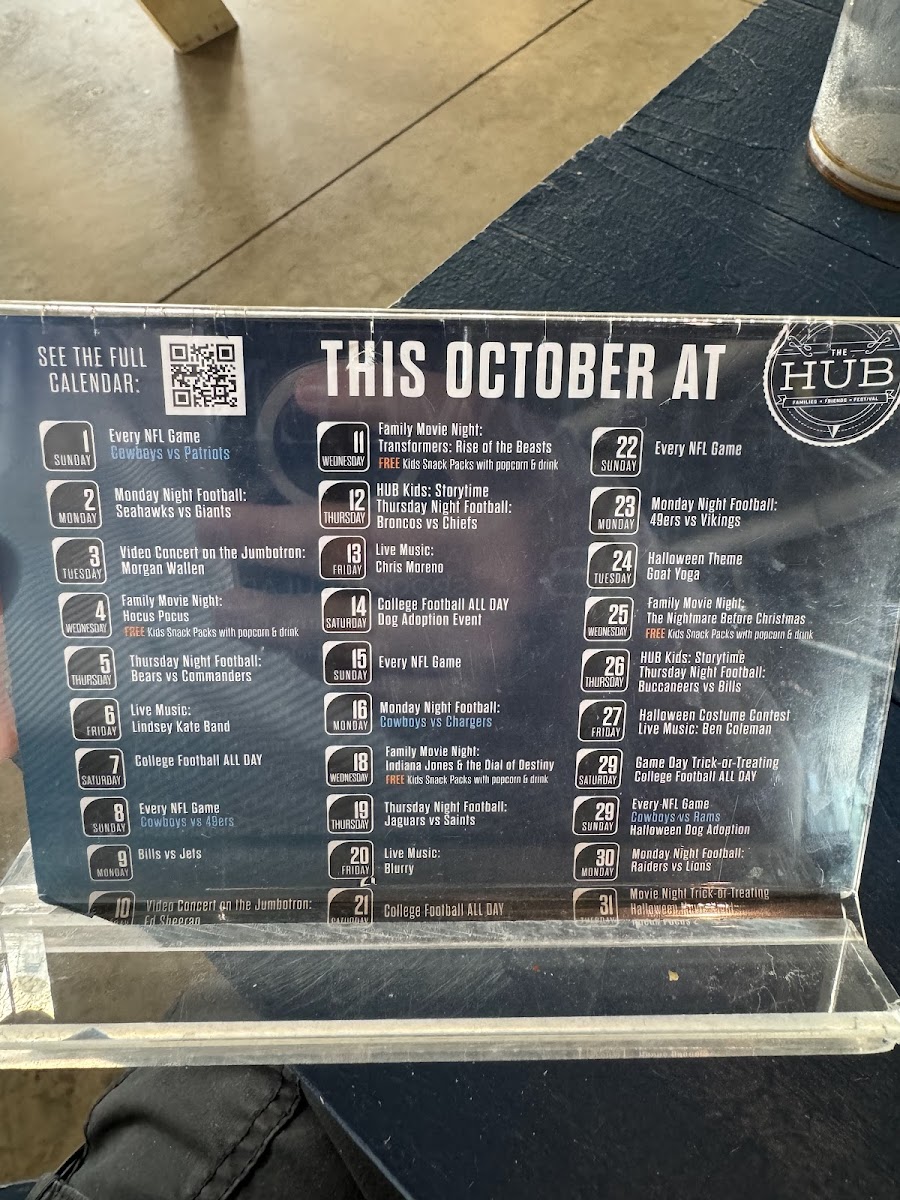 SEE THE FULL
CALENDAR:
THIS OCTOBER AT
THE
HUB
FAMILIES • FRIENDS • FESTIVAL
1
SUNDAY
Every NFL Game
Cowboys vs Patriots
2
MONDAY
Monday Night Football:
Seahawks vs Giants
3
TUESDAY
Video Concert on the Jumbotron:
Morgan Wallen
4
WEDNESDAY
Family Movie Night:
Hocus Pocus
FREE Kids Snack Packs with popcorn & drink
5
THURSDAY
Thursday Night Football:
Bears vs Commanders
6
FRIDAY
Live Music:
Lindsey Kate Band
7
SATURDAY
College Football ALL DAY
8
SUNDAY
Every NFL Game
Cowboys vs 49ers
9
MONDAY
Bills vs Jets
10
Video Concert on the Jumbotron:
Ed Sheeran
11
WEDNESDAY
Family Movie Night:
Transformers: Rise of the Beasts
FREE Kids Snack Packs with popcorn & drink
12
THURSDAY
HUB Kids: Storytime
Thursday Night Football:
Broncos vs Chiefs
13
FRIDAY
Live Music:
Chris Moreno
14
SATURDAY
College Football ALL DAY
Dog Adoption Event
15
SUNDAY
Every NFL Game
16
MONDAY
Monday Night Football:
Cowboys vs Chargers
18
WEDNESDAY
Family Movie Night:
Indiana Jones & the Dial of Destiny
FREE Kids Snack Packs with popcorn & drink
19
THURSDAY
Thursday Night Football:
Jaguars vs Saints
20
FRIDAY
Live Music:
Blurry
21
SATURDAY
College Football ALL DAY
22
SUNDAY
Every NFL Game
23
MONDAY
Monday Night Football:
49ers vs Vikings
24
TUESDAY
Halloween Theme
Goat Yoga
25
WEDNESDAY
Family Movie Night:
The Nightmare Before Christmas
FREE Kids Snack Packs with popcorn & drink
26
THURSDAY
HUB Kids: Storytime
Thursday Night Football:
Buccaneers vs Bills
27
FRIDAY
Halloween Costume Contest
Live Music: Ben Coleman
29
SATURDAY
Game Day Trick-or-Treating
College Football ALL DAY
29
SUNDAY
Every NFL Game
Cowboys vs Rams
Halloween Dog Adoption
30
MONDAY
Monday Night Football:
Raiders vs Lions
31
TUESDAY
Movie Night Trick-or-Treating
Halloween